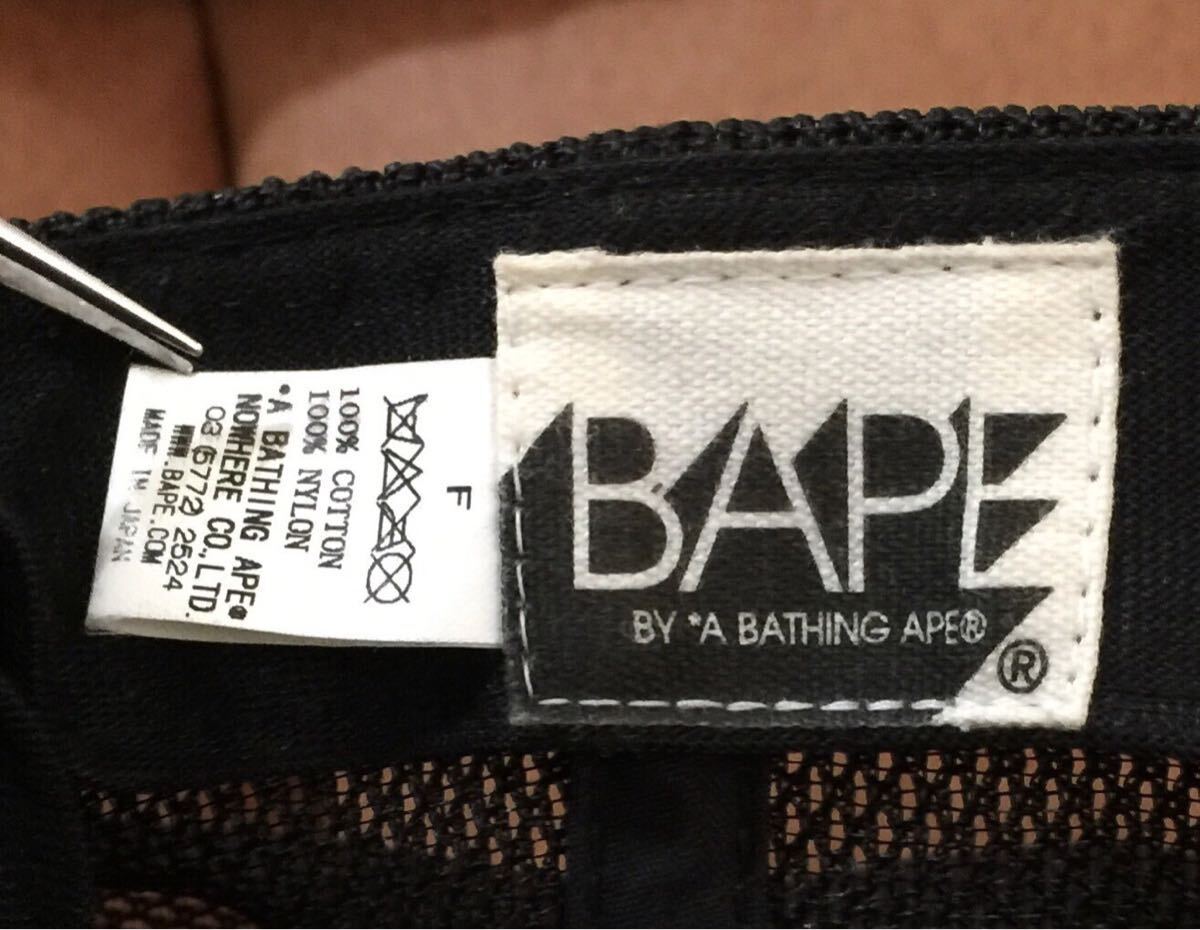 F
100% COTTON
100% NYLON
*A BATHING APE®
NOWHERE CO.,LTD.
03 (5772) 2524
WWW.BAPE.COM
MADE IN JAPAN
BAPE
BY *A BATHING APE®
®